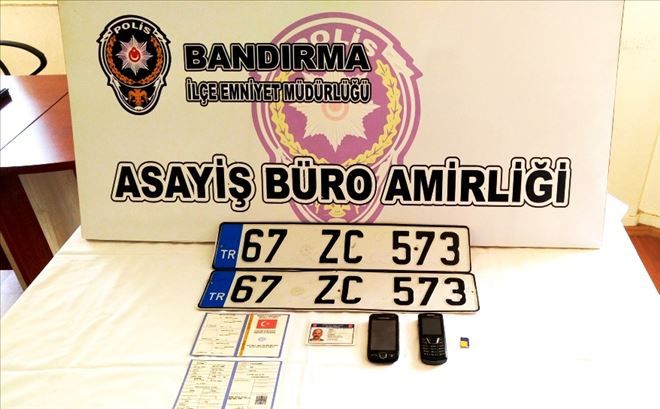 POLİS
BANDIRMA
İLÇE EMNİYET MÜDÜRLÜĞÜ
POLİS
ASAYİŞ BÜRO AMİRLİĞİ
TR 67 ZC 573
TR 67 ZC 573